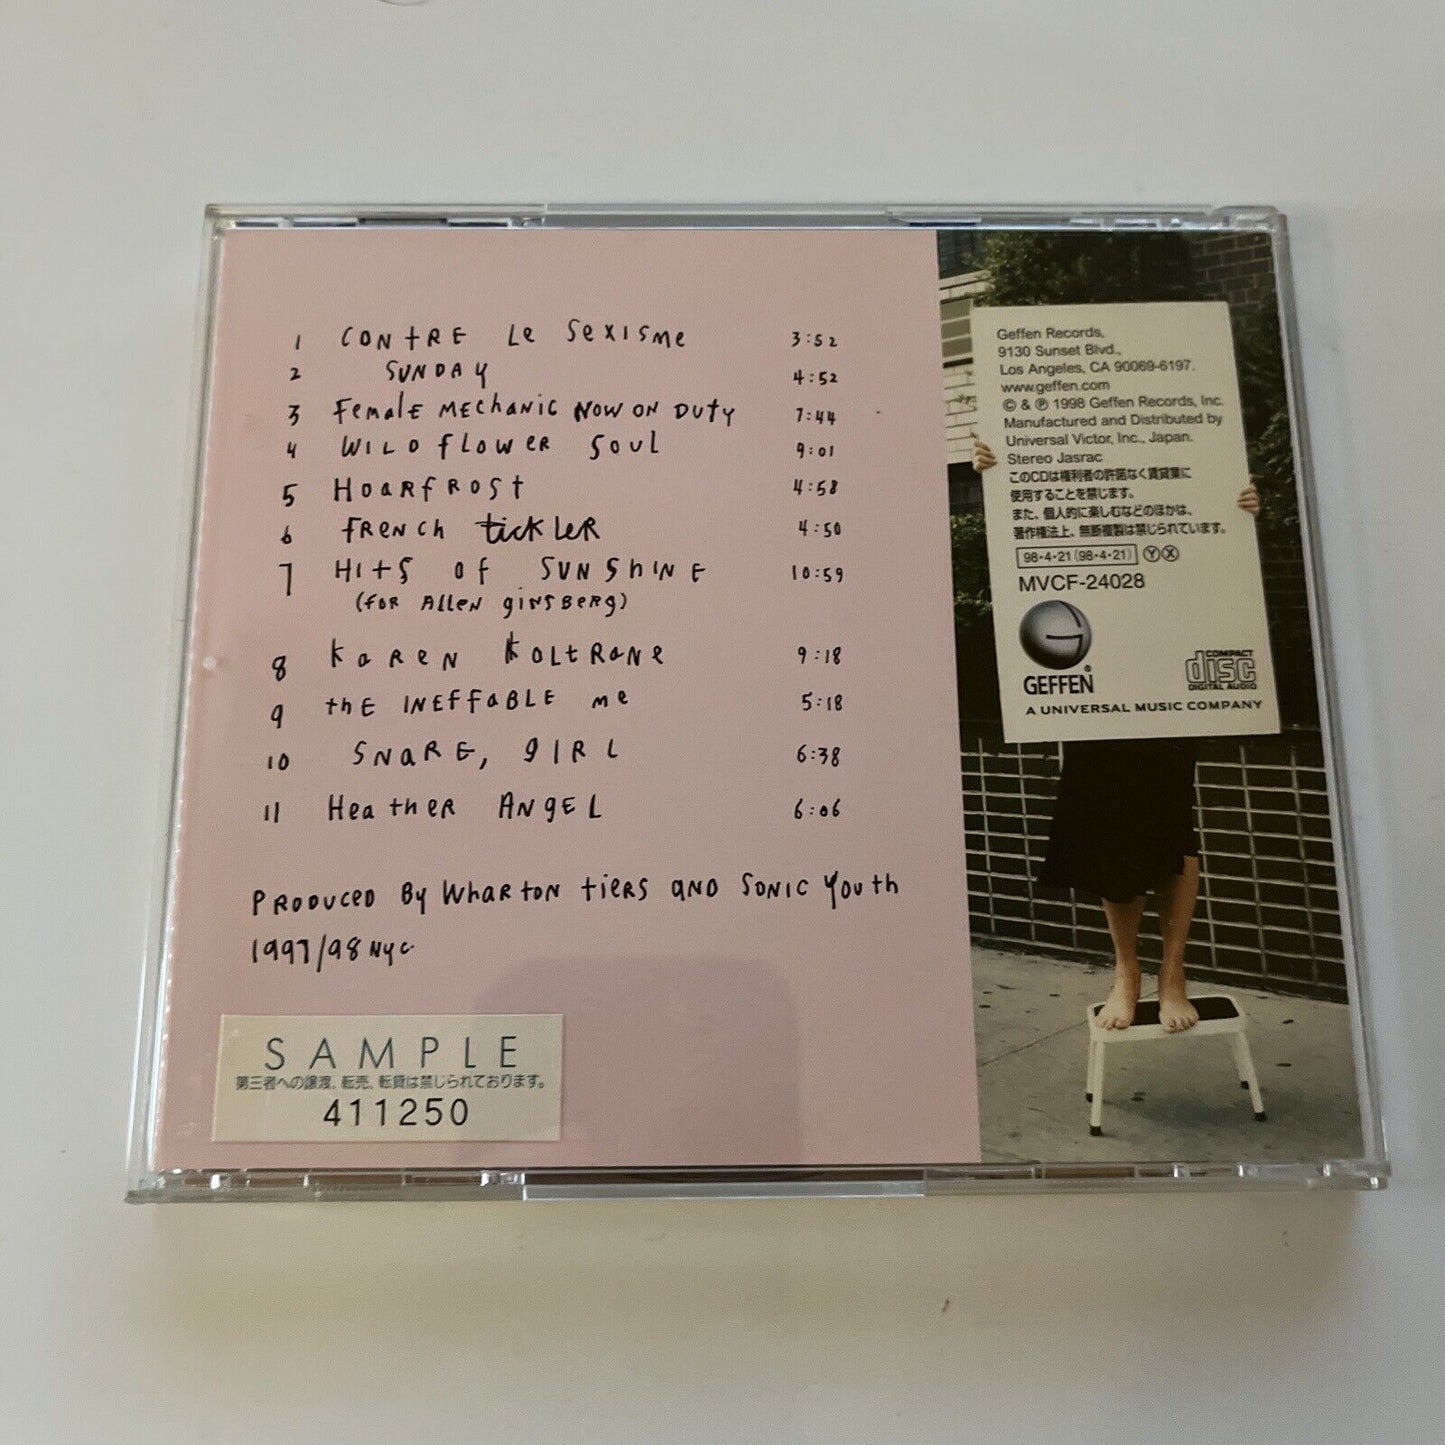 1 CONTRE Le SEXISMe 3:52
2 SUNDAY 4:52
3 FemalE MEChANIC NOW ON DUtY 7:44
4 WILDFLOWER SOUL 9:01
5 HOARFROSt 4:58
6 fRENCh tickLER 4:50
7 HItS Of SUNShINE 10:59
(foR AlleN giNSBeRg)
8 KaReN KOLtRaNe 9:18
9 thE INEffaBLE me 5:18
10 SNaRE, gIRL 6:38
11 HeatheR ANgEL 6:06
PRODUCED By WhaRtoN tieRS aND SONIC YOUth
1997/98 NyC.
SAMPLE
第三者への譲渡、転売、転貸は禁じられております。
411250
Geffen Records,
9130 Sunset Blvd.,
Los Angeles, CA 90069-6197.
www.geffen.com
© & ℗ 1998 Geffen Records, Inc.
Manufactured and Distributed by
Universal Victor, Inc., Japan.
Stereo Jasrac
このCDは権利者の許諾なく賃貸業に
使用することを禁じます。
また、個人的に楽しむなどのほかは、
著作権法上、無断複製は禁じられています。
98・4・21(98・4・21) Ⓨ Ⓧ
MVCF-24028
G
GEFFEN®
COMPACT
disc
DIGITAL AUDIO
A UNIVERSAL MUSIC COMPANY